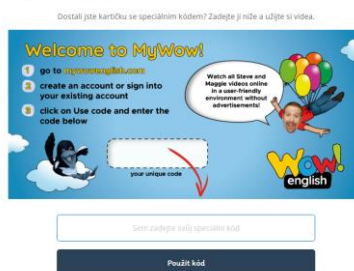 Dostali jste kartičku se speciálním kódem? Zadejte ji níže a užijte si videa.
Welcome to MyWow!
1 go to mywowenglish.com
2 create an account or sign into
your existing account
3 click on Use code and enter the
code below
Watch all Steve and
Maggie videos online
in a user-friendly
environment without
advertisements!
your unique code
Wow!
english
Sem zadejte svůj speciální kód
Použít kód